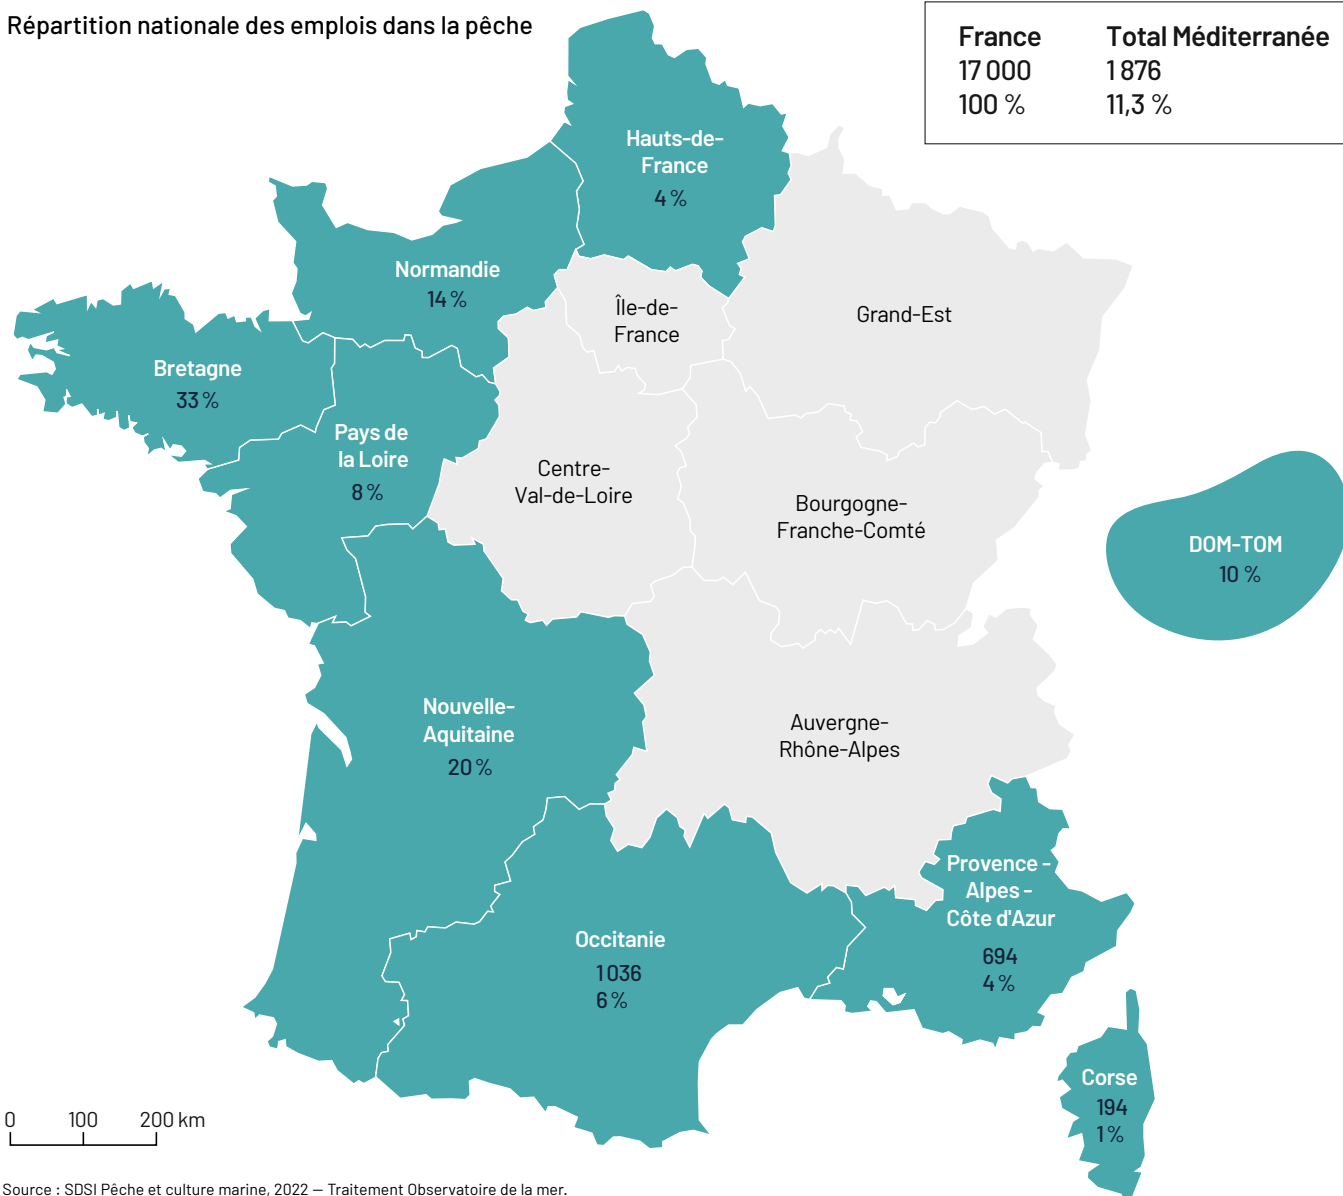 Répartition nationale des emplois dans la pêche
France Total Méditerranée
17 000 1 876
100 % 11,3 %
Hauts-de-
France
4 %
Normandie
14 %
Île-de-
France
Grand-Est
Bretagne
33 %
Pays de
la Loire
8 %
Centre-
Val-de-Loire
Bourgogne-
Franche-Comté
DOM-TOM
10 %
Nouvelle-
Aquitaine
20 %
Auvergne-
Rhône-Alpes
Provence -
Alpes -
Côte d'Azur
694
4 %
Occitanie
1 036
6 %
Corse
194
1 %
0 100 200 km
Source : SDSI Pêche et culture marine, 2022 — Traitement Observatoire de la mer.